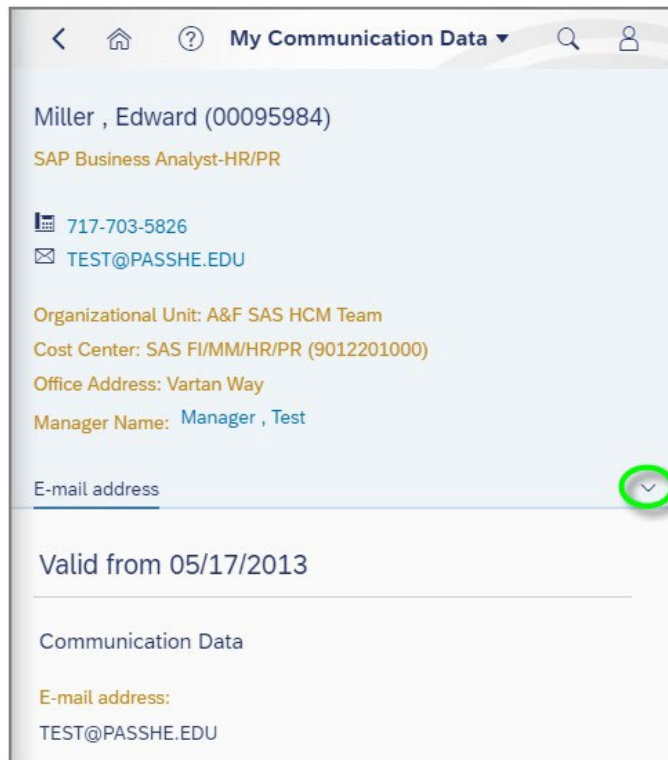 My Communication Data
Miller , Edward (00095984)
SAP Business Analyst-HR/PR
717-703-5826
TEST@PASSHE.EDU
Organizational Unit: A&F SAS HCM Team
Cost Center: SAS FI/MM/HR/PR (9012201000)
Office Address: Vartan Way
Manager Name: Manager , Test
E-mail address
Valid from 05/17/2013
Communication Data
E-mail address:
TEST@PASSHE.EDU